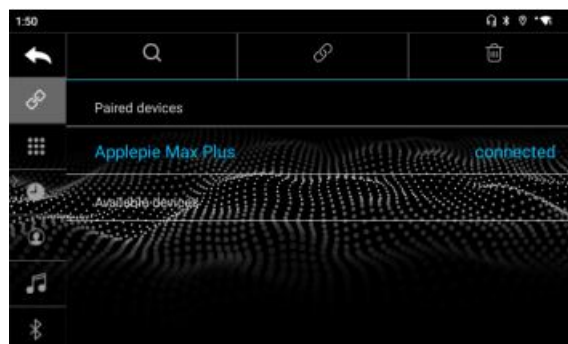 1:50
Paired devices
Applepie Max Plus connected
Available devices